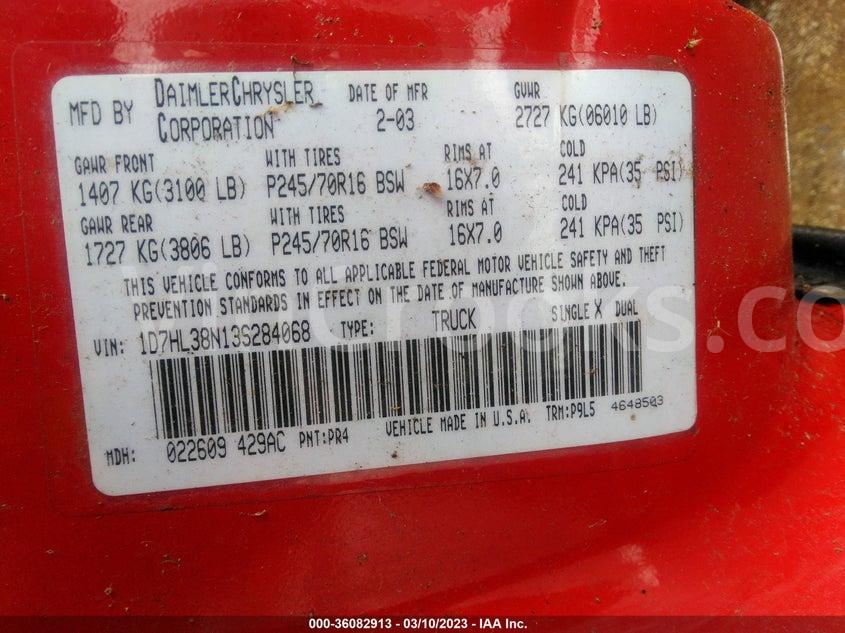 MFD BY DAIMLERCHRYSLER CORPORATION DATE OF MFR 2-03 GVWR 2727 KG(06010 LB)
GAWR FRONT WITH TIRES RIMS AT COLD
1407 KG(3100 LB) P245/70R16 BSW 16X7.0 241 KPA(35 PSI)
GAWR REAR WITH TIRES RIMS AT COLD
1727 KG(3806 LB) P245/70R16 BSW 16X7.0 241 KPA(35 PSI)
THIS VEHICLE CONFORMS TO ALL APPLICABLE FEDERAL MOTOR VEHICLE SAFETY AND THEFT
PREVENTION STANDARDS IN EFFECT ON THE DATE OF MANUFACTURE SHOWN ABOVE.
VIN: 1D7HL38N13S284068 TYPE: TRUCK SINGLE X DUAL
MDH: 022609 429AC PNT:PR4 VEHICLE MADE IN U.S.A. TRM:P9L5 4648503
000-36082913 - 03/10/2023 - IAA Inc.